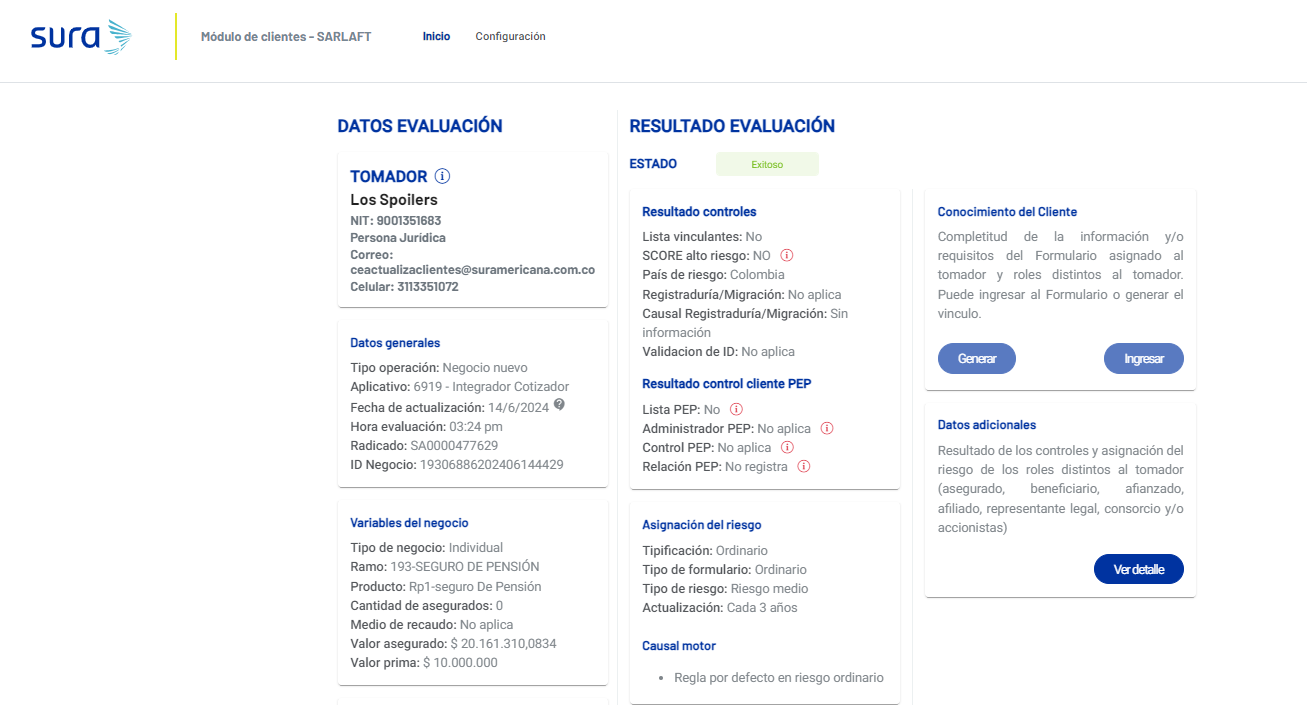 sura
Módulo de clientes - SARLAFT
Inicio
Configuración
DATOS EVALUACIÓN
TOMADOR
Los Spoilers
NIT: 9001351683
Persona Jurídica
Correo:
ceactualizaclientes@suramericana.com.co
Celular: 3113351072
Datos generales
Tipo operación: Negocio nuevo
Aplicativo: 6919 - Integrador Cotizador
Fecha de actualización: 14/6/2024
Hora evaluación: 03:24 pm
Radicado: SA0000477629
ID Negocio: 19306886202406144429
Variables del negocio
Tipo de negocio: Individual
Ramo: 193-SEGURO DE PENSIÓN
Producto: Rp1-seguro De Pensión
Cantidad de asegurados: 0
Medio de recaudo: No aplica
Valor asegurado: $ 20.161.310,0834
Valor prima: $ 10.000.000
RESULTADO EVALUACIÓN
ESTADO
Exitoso
Resultado controles
Lista vinculantes: No
SCORE alto riesgo: NO
País de riesgo: Colombia
Registraduría/Migración: No aplica
Causal Registraduría/Migración: Sin
información
Validacion de ID: No aplica
Resultado control cliente PEP
Lista PEP: No
Administrador PEP: No aplica
Control PEP: No aplica
Relación PEP: No registra
Asignación del riesgo
Tipificación: Ordinario
Tipo de formulario: Ordinario
Tipo de riesgo: Riesgo medio
Actualización: Cada 3 años
Causal motor
• Regla por defecto en riesgo ordinario
Conocimiento del Cliente
Completitud de la información y/o
requisitos del Formulario asignado al
tomador y roles distintos al tomador.
Puede ingresar al Formulario o generar el
vinculo.
Generar
Ingresar
Datos adicionales
Resultado de los controles y asignación del
riesgo de los roles distintos al tomador
(asegurado, beneficiario, afianzado,
afiliado, representante legal, consorcio y/o
accionistas)
Ver detalle